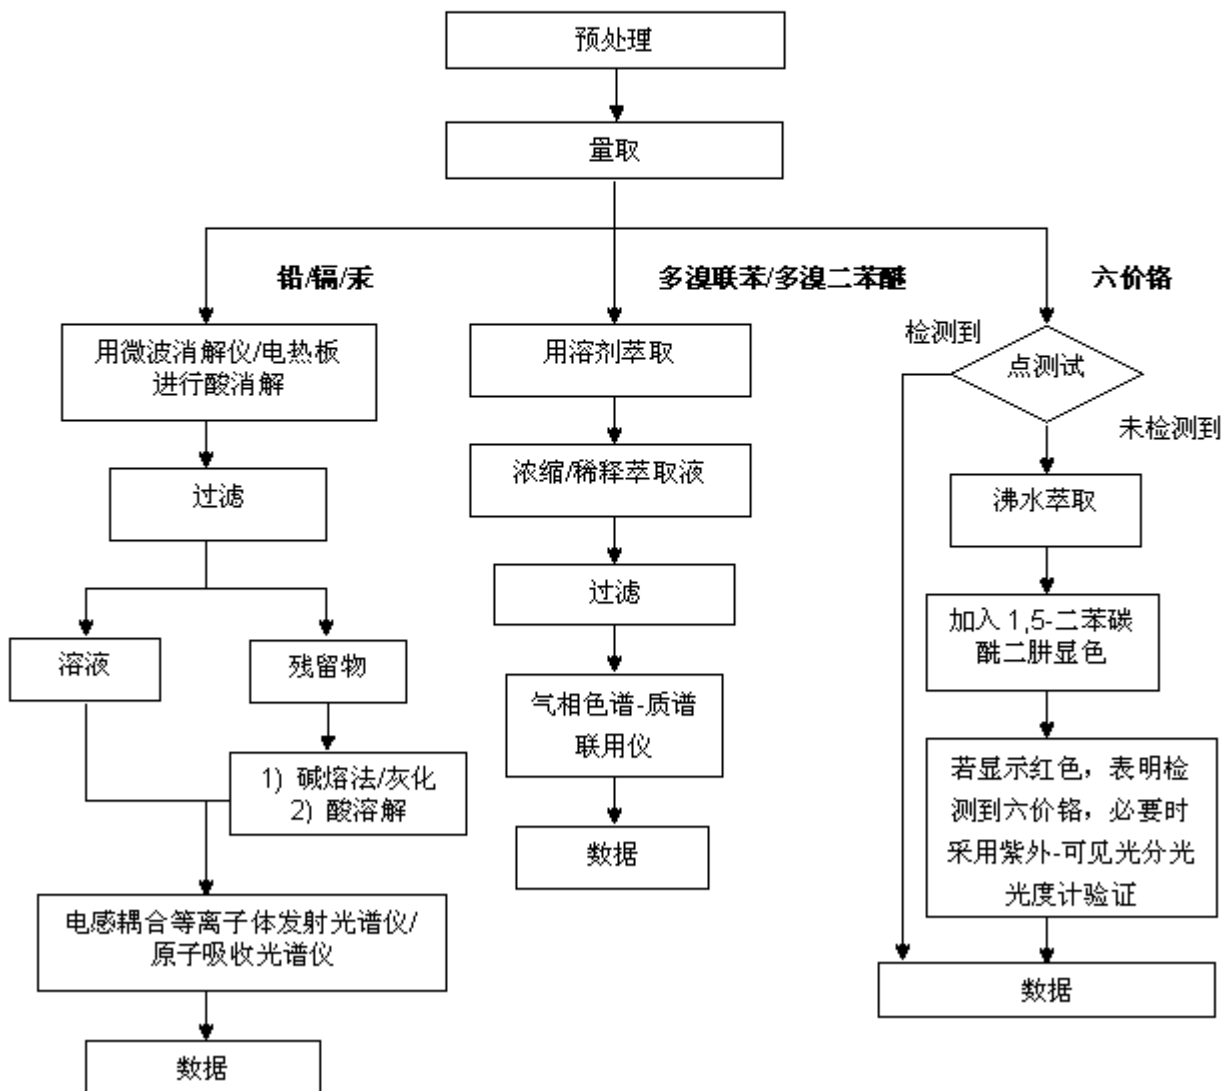 预处理
量取
铅/镉/汞
多溴联苯/多溴二苯醚
六价铬
用微波消解仪/电热板
进行酸消解
过滤
溶液
残留物
1) 碱熔法/灰化
2) 酸溶解
电感耦合等离子体发射光谱仪/
原子吸收光谱仪
数据
用溶剂萃取
浓缩/稀释萃取液
过滤
气相色谱-质谱
联用仪
数据
检测到
点测试
未检测到
沸水萃取
加入 1,5-二苯碳
酰二肼显色
若显示红色，表明检
测到六价铬，必要时
采用紫外-可见光分光
光度计验证
数据